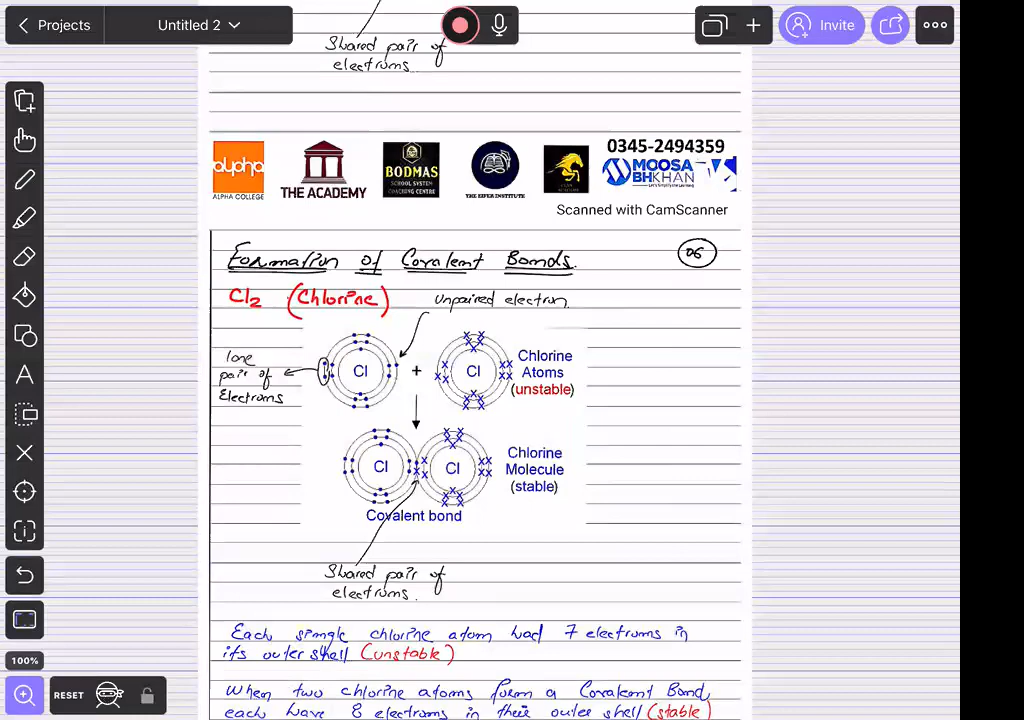 Projects
Untitled 2
Invite
Shared pair of
electrons
alpha
ALPHA COLLEGE
THE ACADEMY
BODMAS
SCHOOL SYSTEM
COACHING CENTRE
0345-2494359
MOOSA
BHKHAN
Scanned with CamScanner
Formation of Covalent Bonds.
06
Cl2 (Chlorine)
Unpaired electron.
lone
pair of
Electrons
Cl
+
Cl
Chlorine
Atoms
(unstable)
Cl
Cl
Chlorine
Molecule
(stable)
Covalent bond
Shared pair of
electrons.
Each single chlorine atom had 7 electrons in
its outer shell (unstable)
When two chlorine atoms form a Covalent Bond,
each have 8 electrons in their outer shell (stable)
100%
RESET